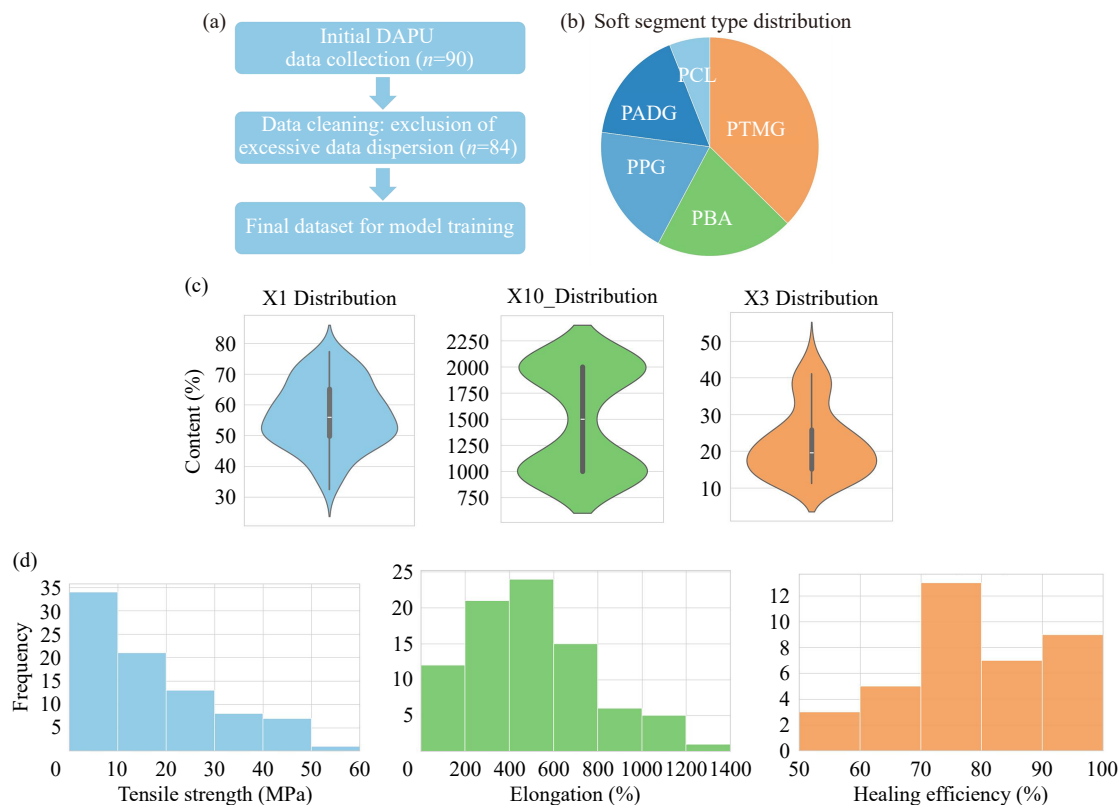 (a)
Initial DAPU
data collection (n=90)
Data cleaning: exclusion of
excessive data dispersion (n=84)
Final dataset for model training
(b) Soft segment type distribution
PCL
PADG
PTMG
PPG
PBA
(c)
X1 Distribution
Content (%)
80
70
60
50
40
30
X10_Distribution
2250
2000
1750
1500
1250
1000
750
X3 Distribution
50
40
30
20
10
(d)
Frequency
35
30
25
20
15
10
5
0 10 20 30 40 50 60
Tensile strength (MPa)
25
20
15
10
5
0 200 400 600 800 1000 1200 1400
Elongation (%)
12
10
8
6
4
2
0
50 60 70 80 90 100
Healing efficiency (%)